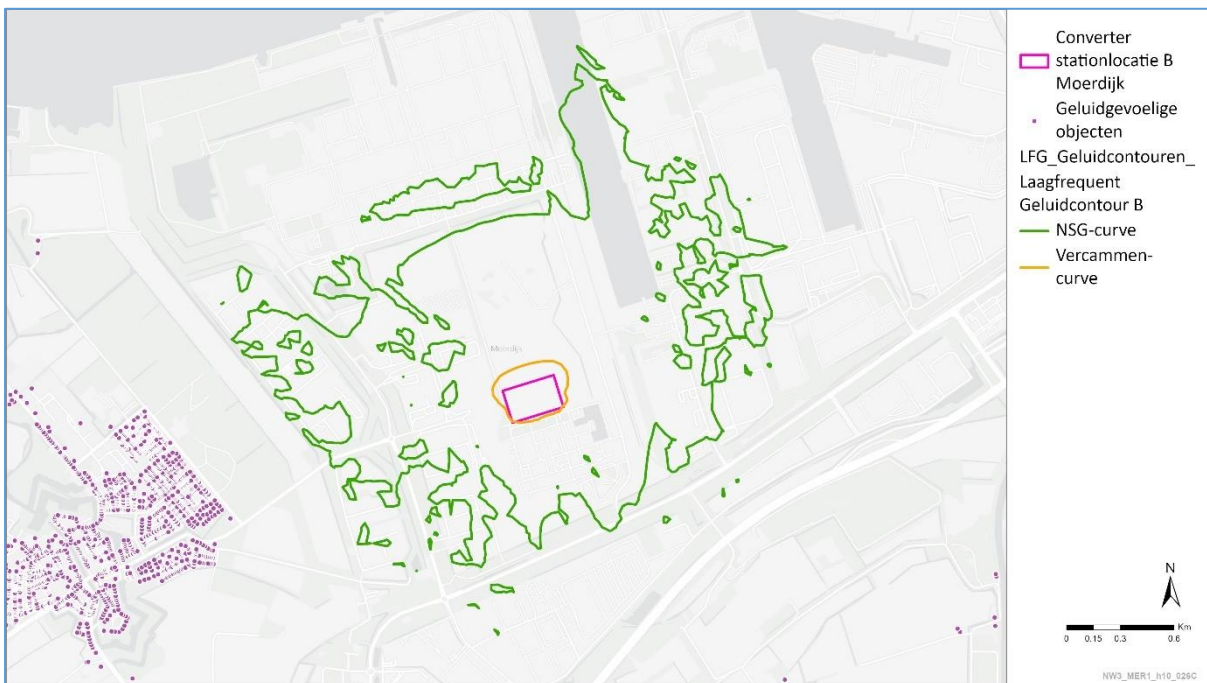 Moerdijk
Converter
stationlocatie B
Moerdijk
Geluidgevoelige
objecten
LFG_Geluidcontouren_
Laagfrequent
Geluidcontour B
NSG-curve
Vercammen-
curve
N
Km
0 0.15 0.3 0.6
NW3_MER1_h10_026C